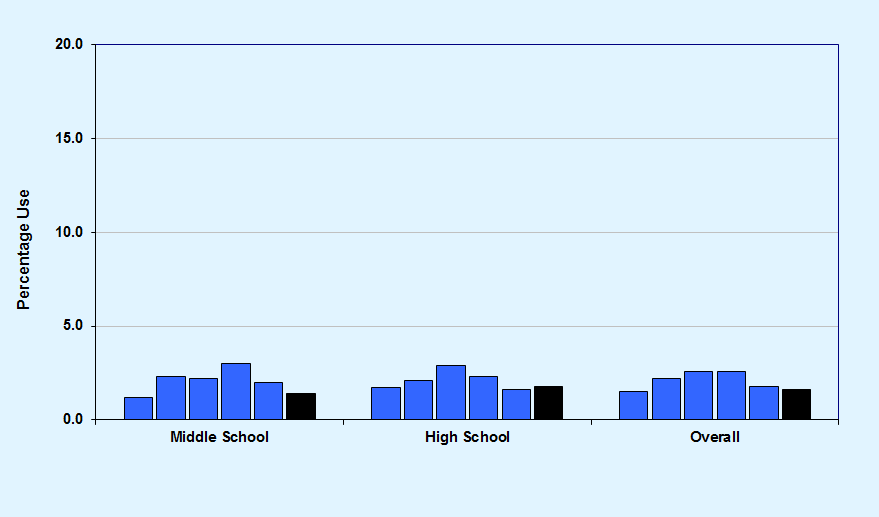 20.0
15.0
10.0
5.0
0.0
Percentage Use
Middle School
High School
Overall